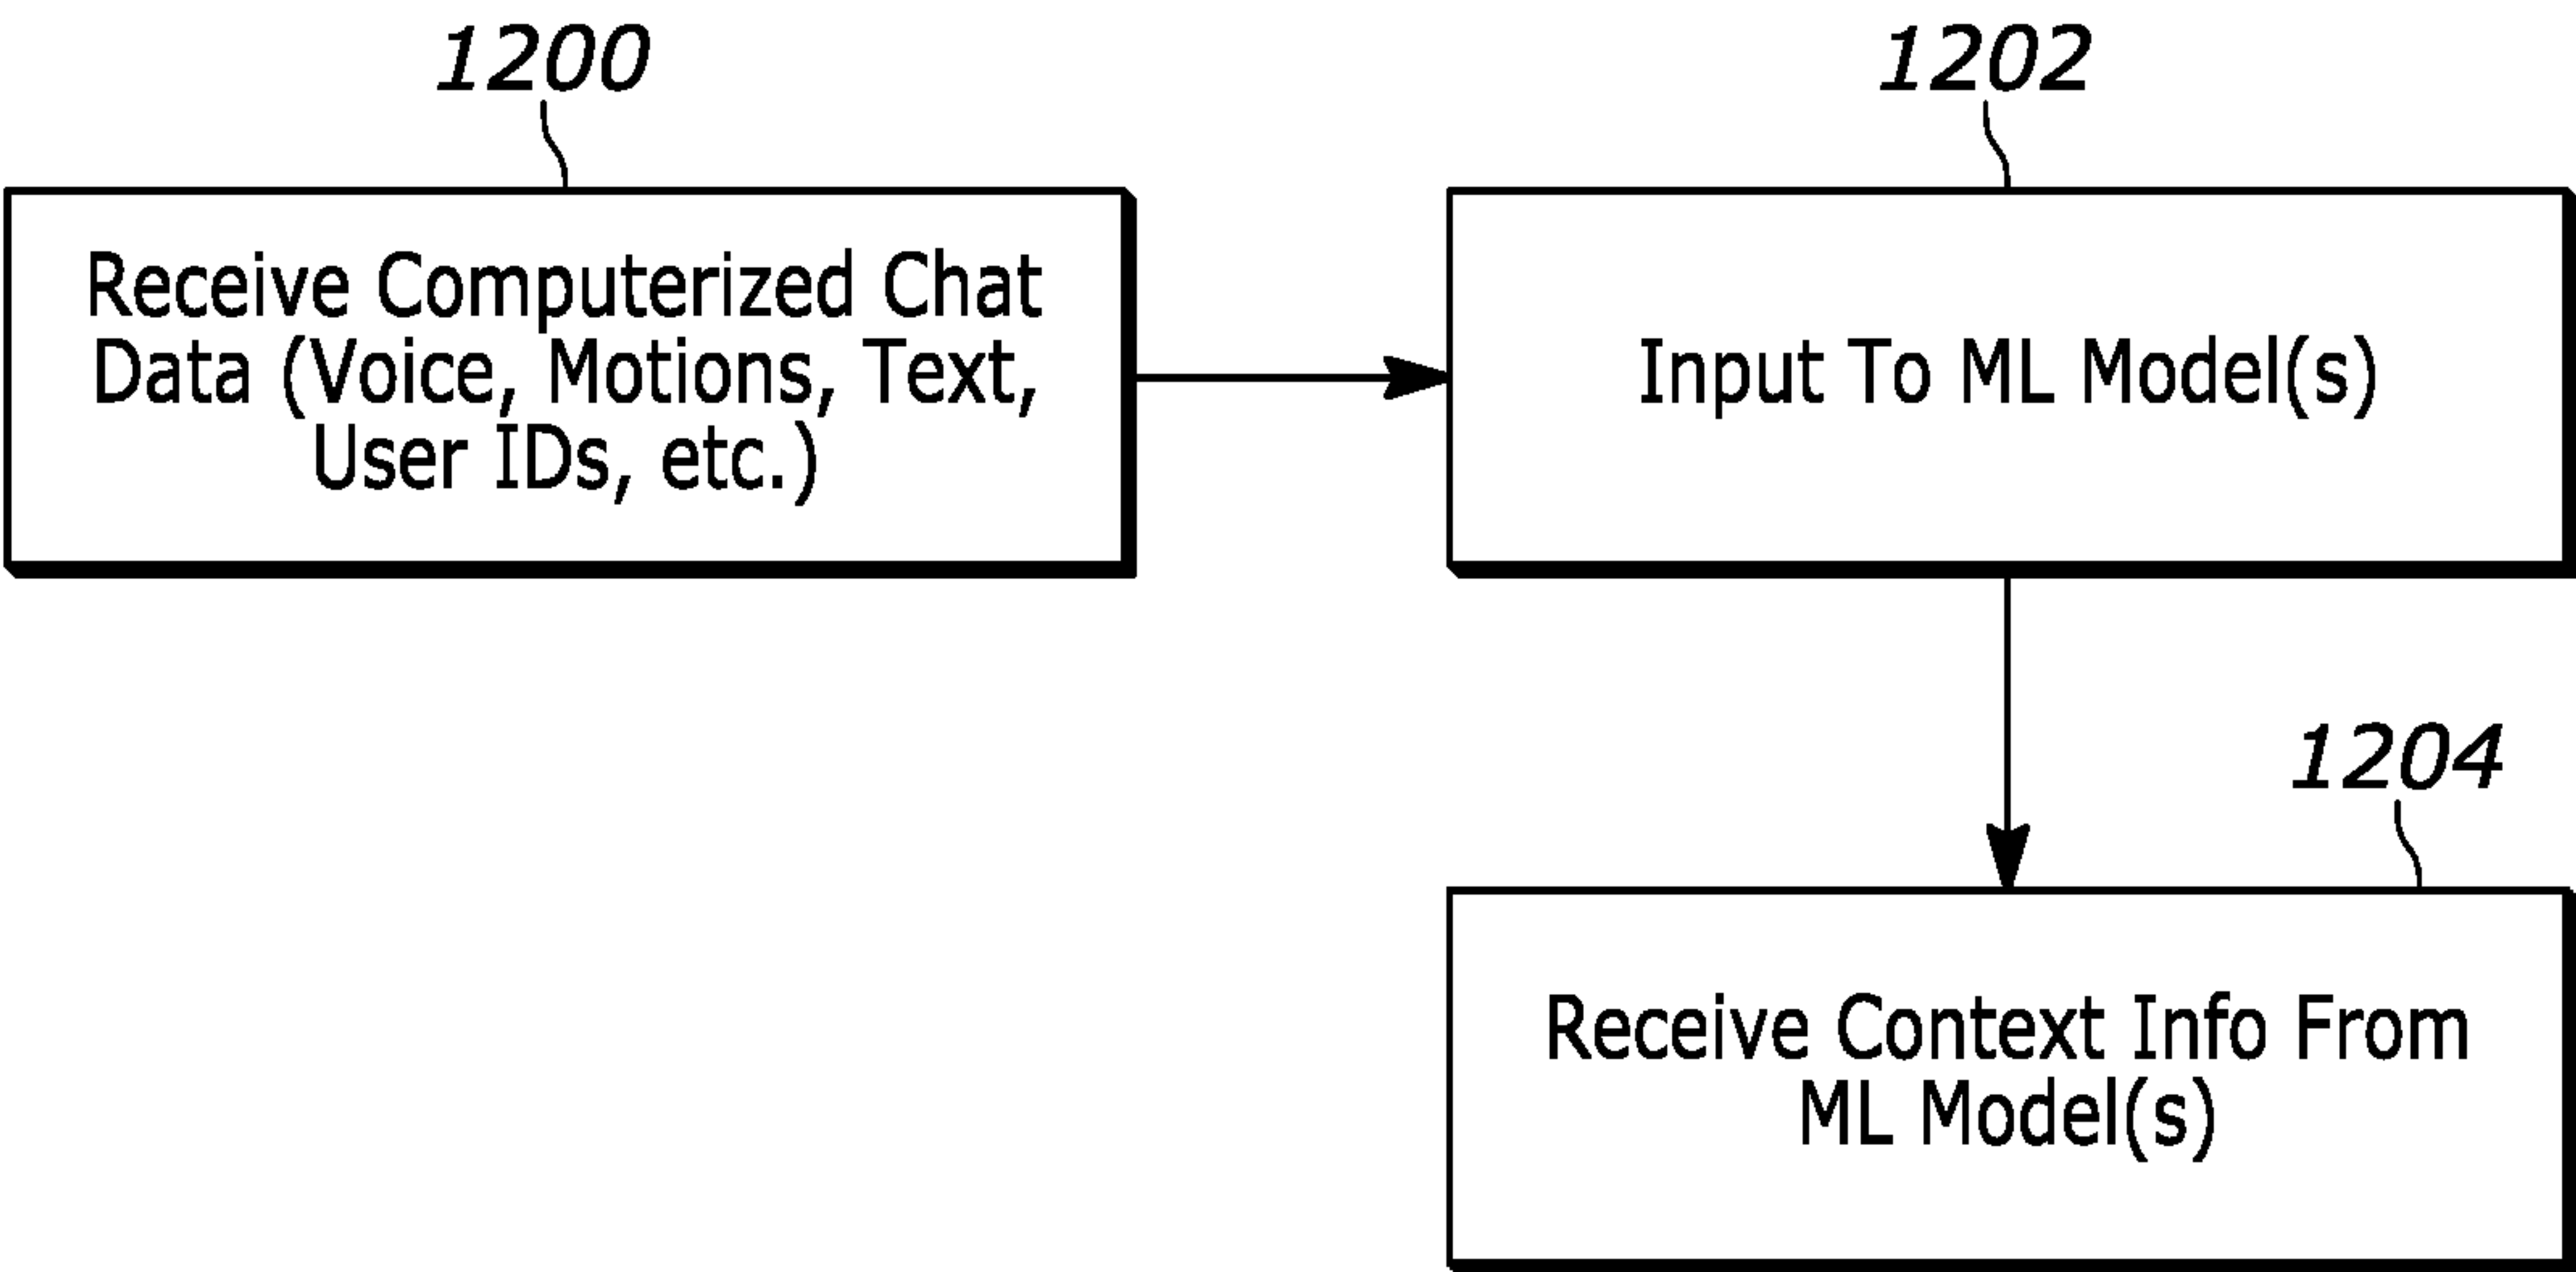 1200
Receive Computerized Chat
Data (Voice, Motions, Text,
User IDs, etc.)
1202
Input To ML Model(s)
1204
Receive Context Info From
ML Model(s)